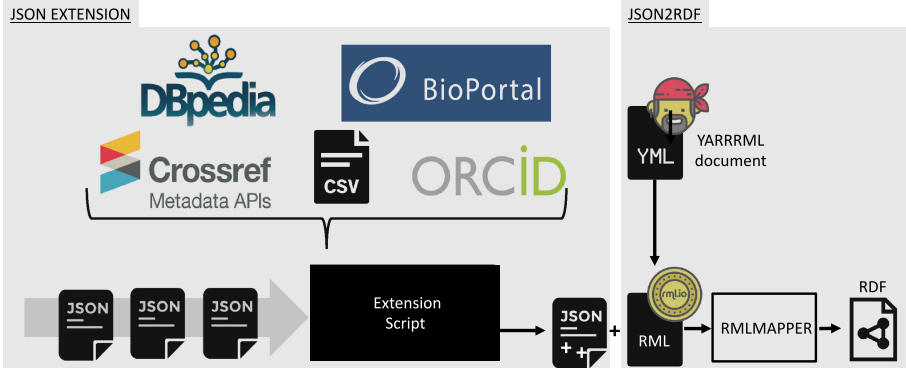 JSON EXTENSION
JSON2RDF
DBpedia
BioPortal
Crossref
Metadata APIs
CSV
ORCiD
YML
YARRRML
document
JSON
JSON
JSON
Extension
Script
JSON
++
+
rml.io
RML
RMLMAPPER
RDF